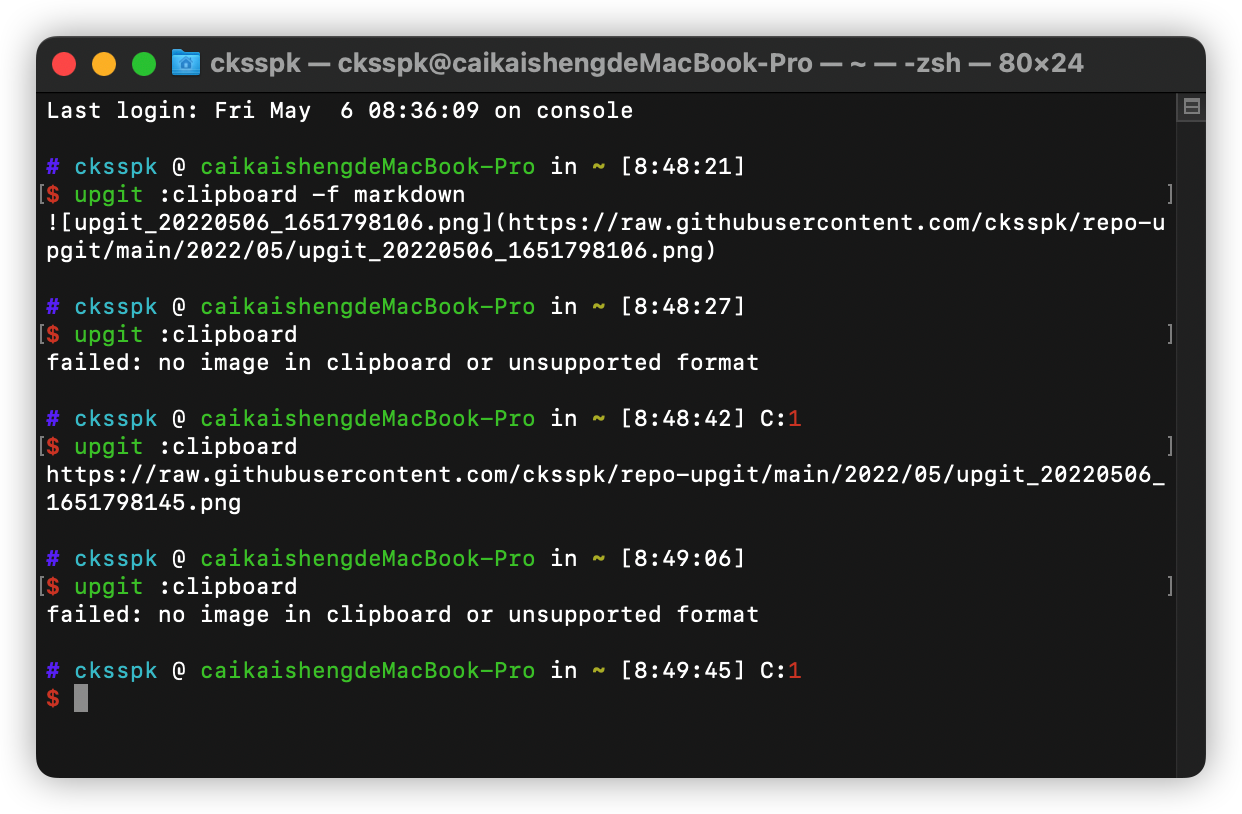 cksspk — cksspk@caikaishengdeMacBook-Pro — ~ — -zsh — 80×24
Last login: Fri May  6 08:36:09 on console
# cksspk @ caikaishengdeMacBook-Pro in ~ [8:48:21]
[$ upgit :clipboard -f markdown ]
![upgit_20220506_1651798106.png](https://raw.githubusercontent.com/cksspk/repo-u
pgit/main/2022/05/upgit_20220506_1651798106.png)
# cksspk @ caikaishengdeMacBook-Pro in ~ [8:48:27]
[$ upgit :clipboard ]
failed: no image in clipboard or unsupported format
# cksspk @ caikaishengdeMacBook-Pro in ~ [8:48:42] C:1
[$ upgit :clipboard ]
https://raw.githubusercontent.com/cksspk/repo-upgit/main/2022/05/upgit_20220506_
1651798145.png
# cksspk @ caikaishengdeMacBook-Pro in ~ [8:49:06]
[$ upgit :clipboard ]
failed: no image in clipboard or unsupported format
# cksspk @ caikaishengdeMacBook-Pro in ~ [8:49:45] C:1
$